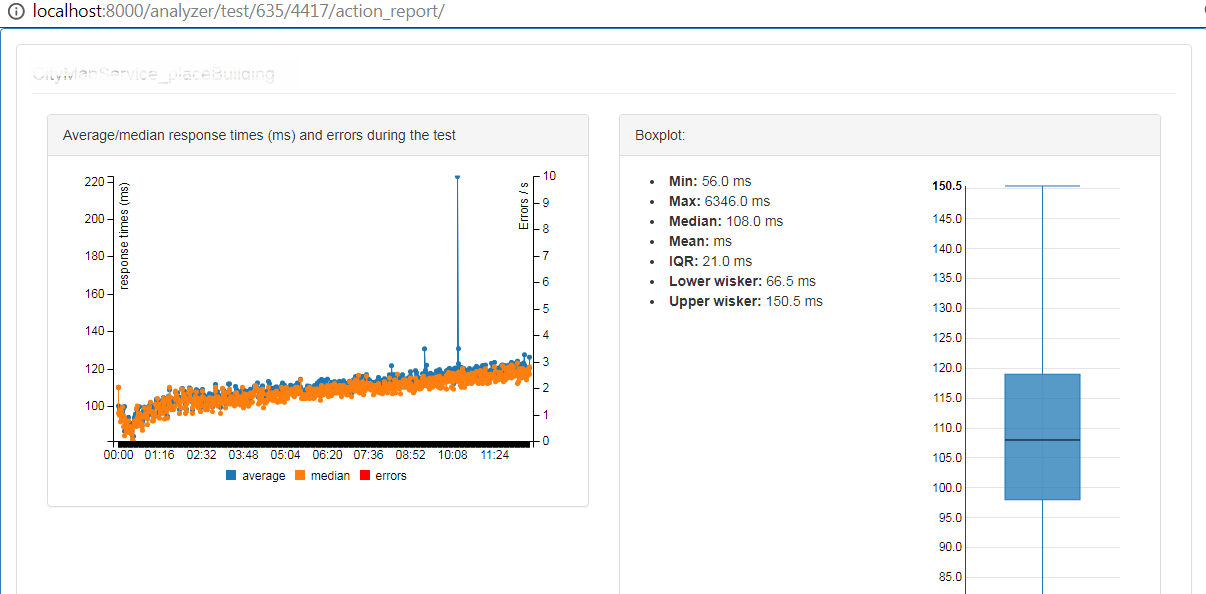 localhost:8000/analyzer/test/635/4417/action_report/
CityManService_placeBuilding
Average/median response times (ms) and errors during the test
220
200
180
160
140
120
100
response times (ms)
Errors / s
10
9
8
7
6
5
4
3
2
1
0
00:00 01:16 02:32 03:48 05:04 06:20 07:36 08:52 10:08 11:24
average median errors
Boxplot:
Min: 56.0 ms
Max: 6346.0 ms
Median: 108.0 ms
Mean: ms
IQR: 21.0 ms
Lower wisker: 66.5 ms
Upper wisker: 150.5 ms
150.5
145.0
140.0
135.0
130.0
125.0
120.0
115.0
110.0
105.0
100.0
95.0
90.0
85.0